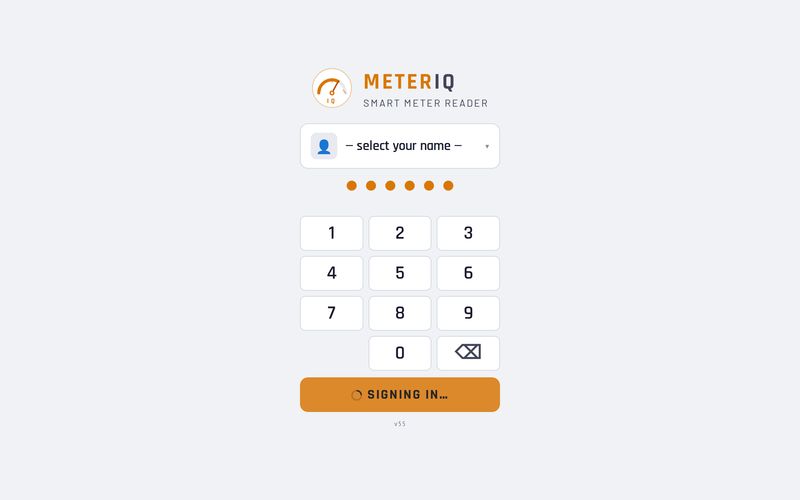 IQ
METERIQ
SMART METER READER
— select your name —
1 2 3
4 5 6
7 8 9
0
SIGNING IN…
v55